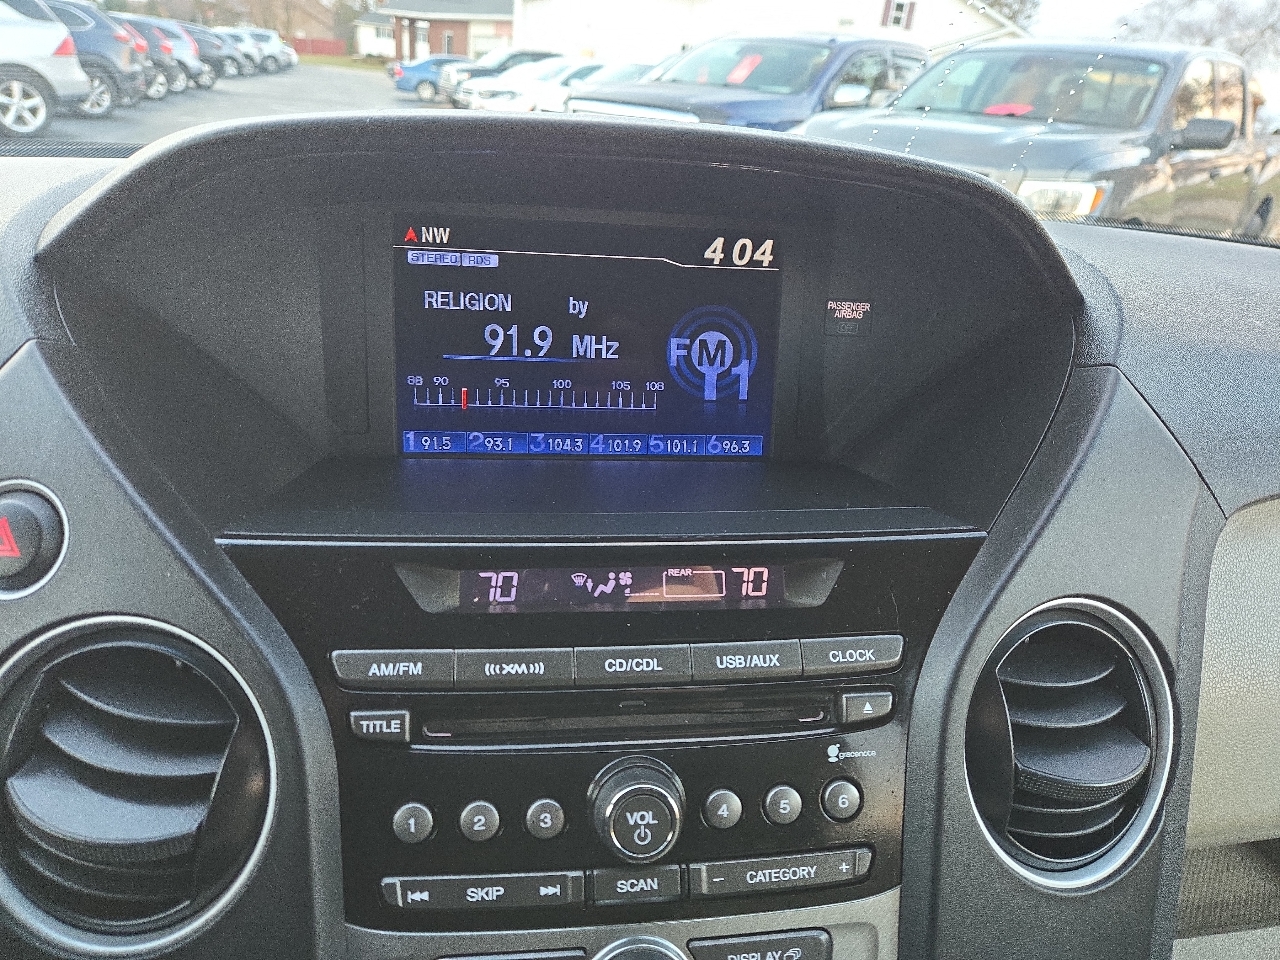 NW
4 04
STEREO RDS
RELIGION by
91.9 MHz
FM1
88 90 95 100 105 108
1 91.5 2 93.1 3 104.3 4 101.9 5 101.1 6 96.3
PASSENGER
AIRBAG
70 REAR 70
AM/FM (((XM))) CD/CDL USB/AUX CLOCK
TITLE
gracenote
1 2 3 VOL 4 5 6
SKIP SCAN - CATEGORY +
DISPLAY